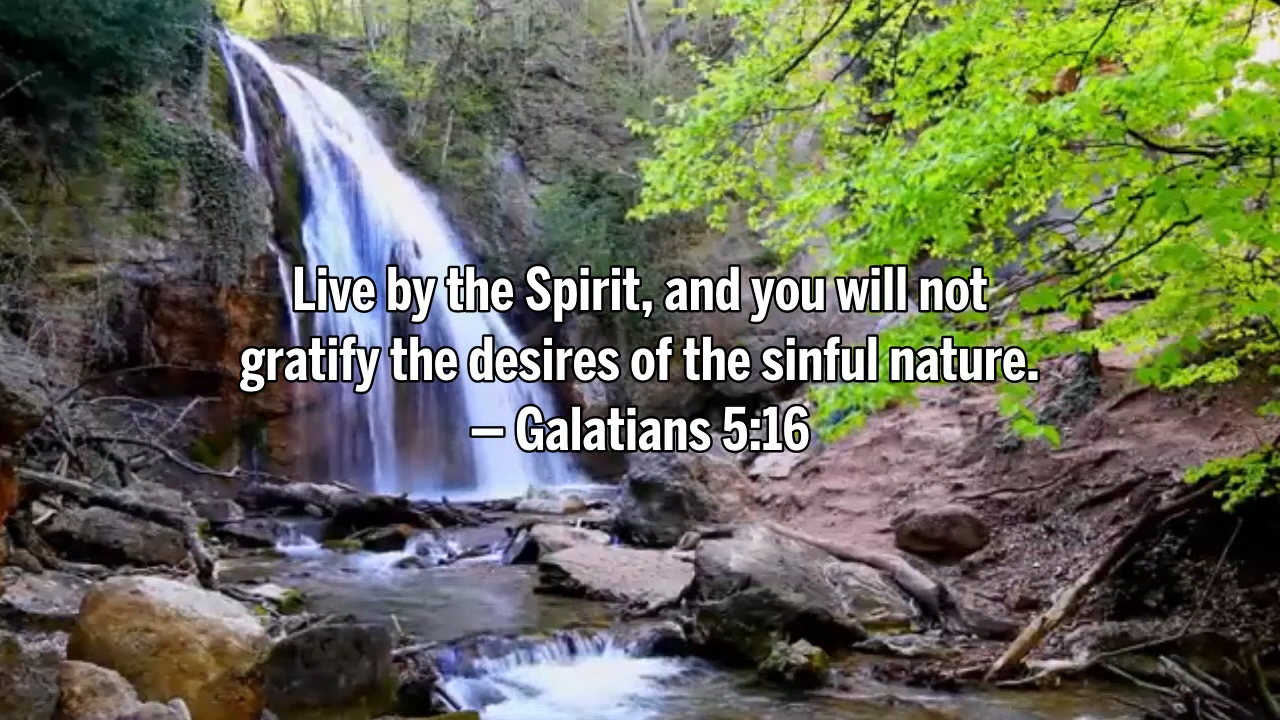 Live by the Spirit, and you will not
gratify the desires of the sinful nature.
– Galatians 5:16